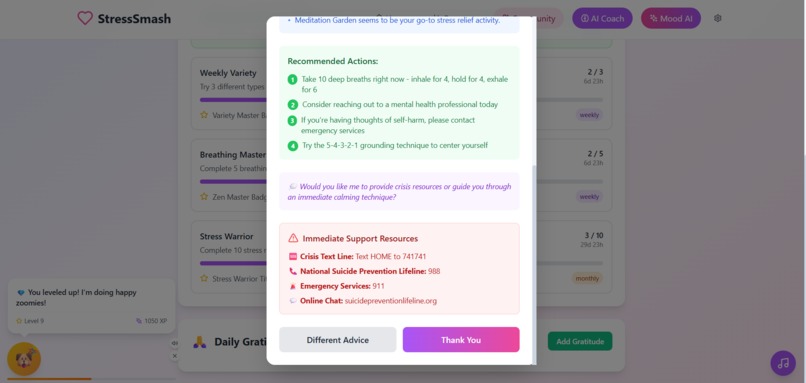 StressSmash
AI Coach
Mood AI
• Meditation Garden seems to be your go-to stress relief activity.
Recommended Actions:
1 Take 10 deep breaths right now - inhale for 4, hold for 4, exhale
for 6
2 Consider reaching out to a mental health professional today
3 If you're having thoughts of self-harm, please contact
emergency services
4 Try the 5-4-3-2-1 grounding technique to center yourself
Would you like me to provide crisis resources or guide you through
an immediate calming technique?
Immediate Support Resources
Crisis Text Line: Text HOME to 741741
National Suicide Prevention Lifeline: 988
Emergency Services: 911
Online Chat: suicidepreventionlifeline.org
Different Advice
Thank You
Weekly Variety
Try 3 different types
Variety Master
2 / 3
6d 23h
weekly
Breathing Master
Complete 5 breathin
Zen Master Bad
2 / 5
6d 23h
weekly
Stress Warrior
Complete 10 stress r
Stress Warrior Ti
3 / 10
29d 23h
monthly
You leveled up! I'm doing happy
zoomies!
Level 9
1050 XP
Daily Grati
Add Gratitude